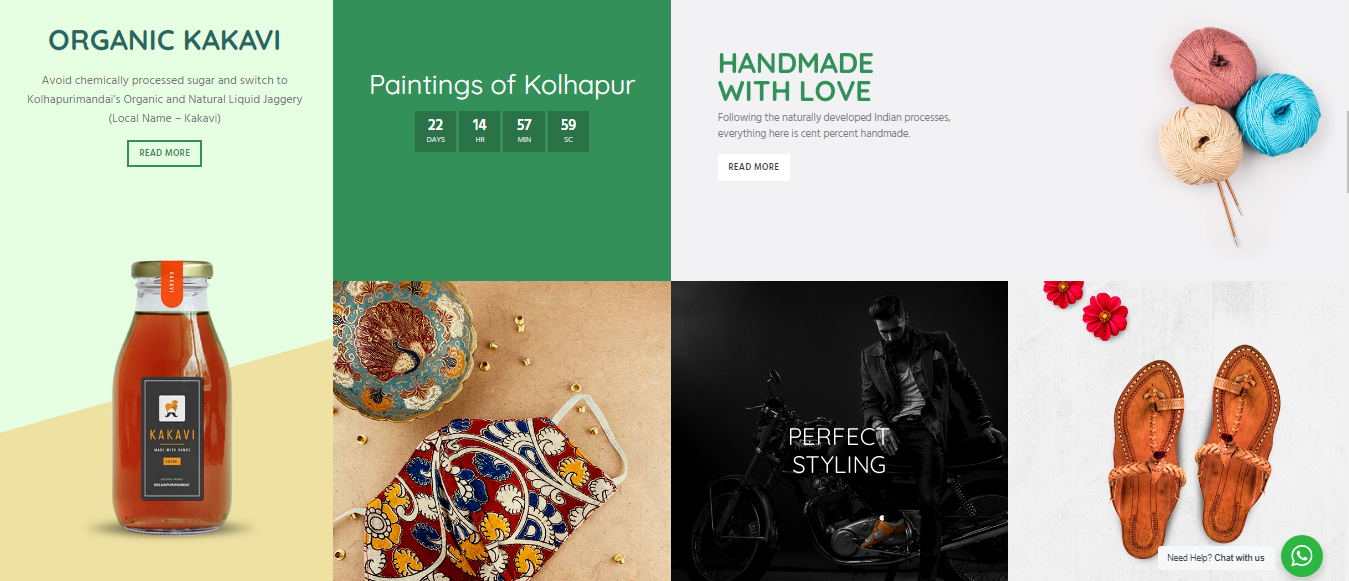 ORGANIC KAKAVI
Avoid chemically processed sugar and switch to
Kolhapurimandai's Organic and Natural Liquid Jaggery
(Local Name – Kakavi)
READ MORE
KAKAVI
KAKAVI
MADE WITH HANDS
KOLHAPURIMANDAI
Paintings of Kolhapur
22 14 57 59
DAYS HR MIN SC
HANDMADE
WITH LOVE
Following the naturally developed Indian processes,
everything here is cent percent handmade.
READ MORE
PERFECT
STYLING
Need Help? Chat with us